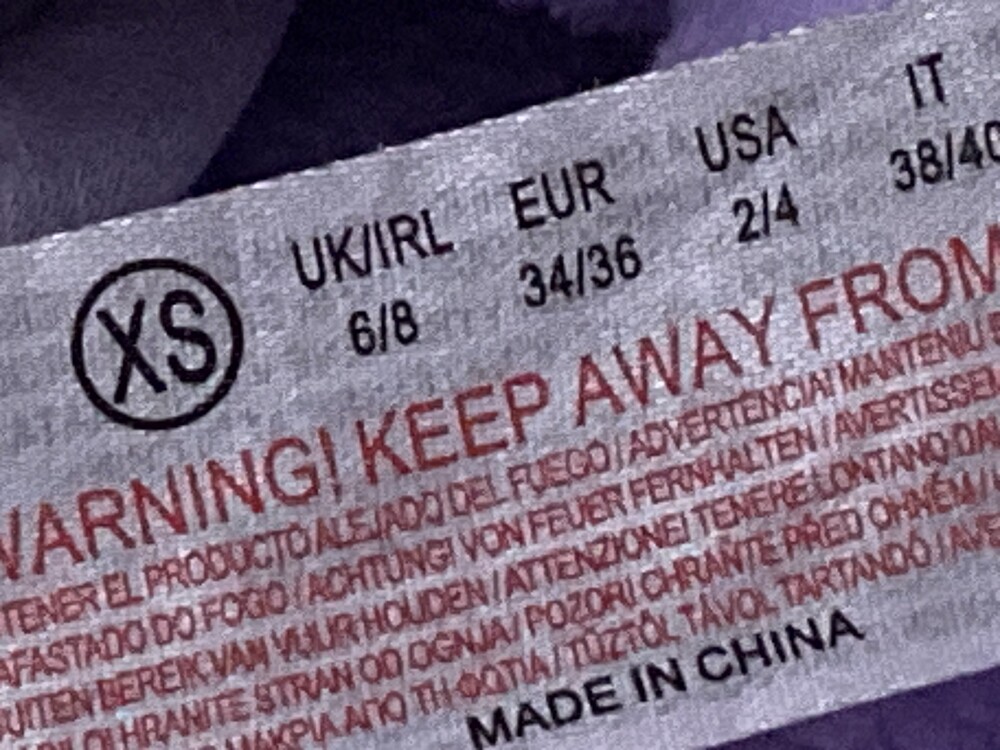 XS UK/IRL EUR USA IT
6/8 34/36 2/4 38/40
WARNING! KEEP AWAY FROM
TENER EL PRODUCTO ALEJADO DEL FUEGO / ADVERTÈNCIA! MANTENIU
AFASTADO DO FOGO / ACHTUNG! VON FEUER FERNHALTEN /
BUITEN BEREIK VAN VUUR HOUDEN / ATTENZIONE! TENERE LONTANO DAL
HRANITE STRAN OD OGNJA / POZOR! CHRAŇTE PŘED OHNĚM /
ΜΑΚΡΙΑ ΑΠΟ ΤΗ ΦΩΤΙΑ / TŰZTŐL TÁVOL TARTANDÓ /
MADE IN CHINA